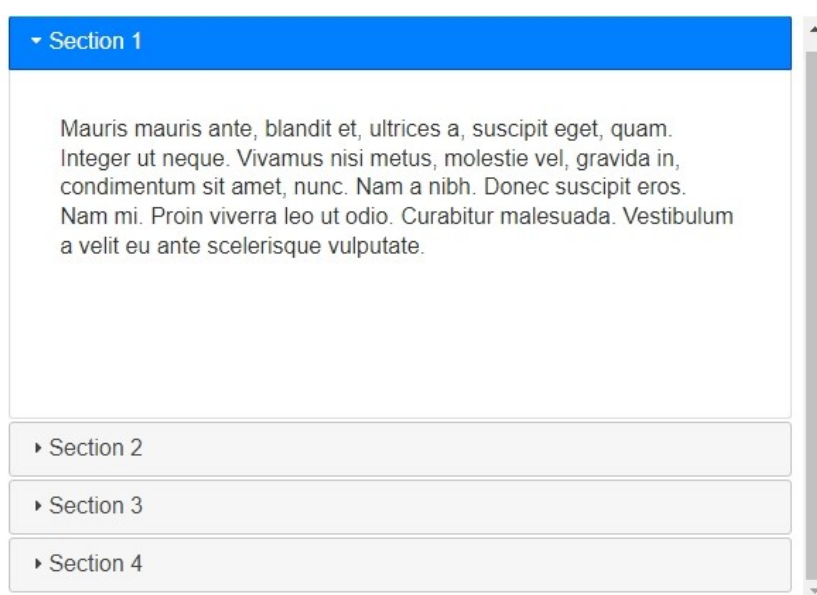 Section 1
Mauris mauris ante, blandit et, ultrices a, suscipit eget, quam.
Integer ut neque. Vivamus nisi metus, molestie vel, gravida in,
condimentum sit amet, nunc. Nam a nibh. Donec suscipit eros.
Nam mi. Proin viverra leo ut odio. Curabitur malesuada. Vestibulum
a velit eu ante scelerisque vulputate.
Section 2
Section 3
Section 4